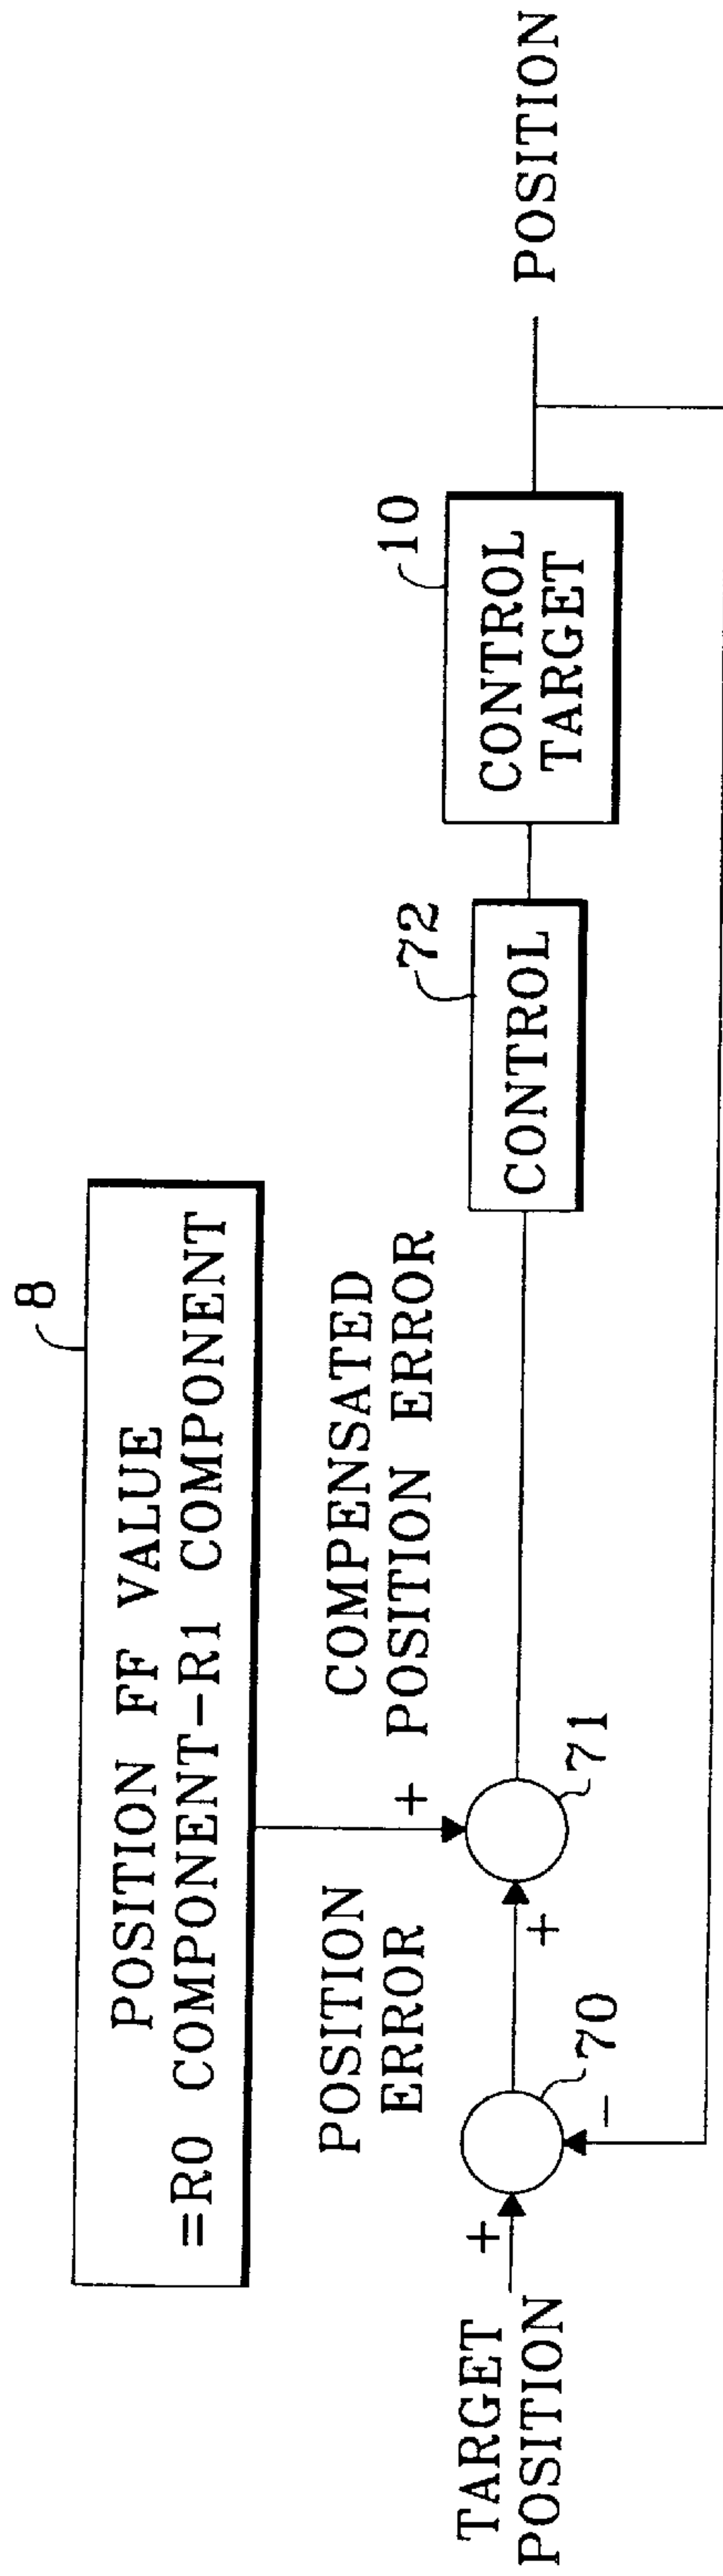 8
POSITION FF VALUE
=R0 COMPONENT-R1 COMPONENT
POSITION
ERROR
+
COMPENSATED
POSITION ERROR
72
10
TARGET
POSITION
+
70
-
+
71
CONTROL
CONTROL
TARGET
POSITION